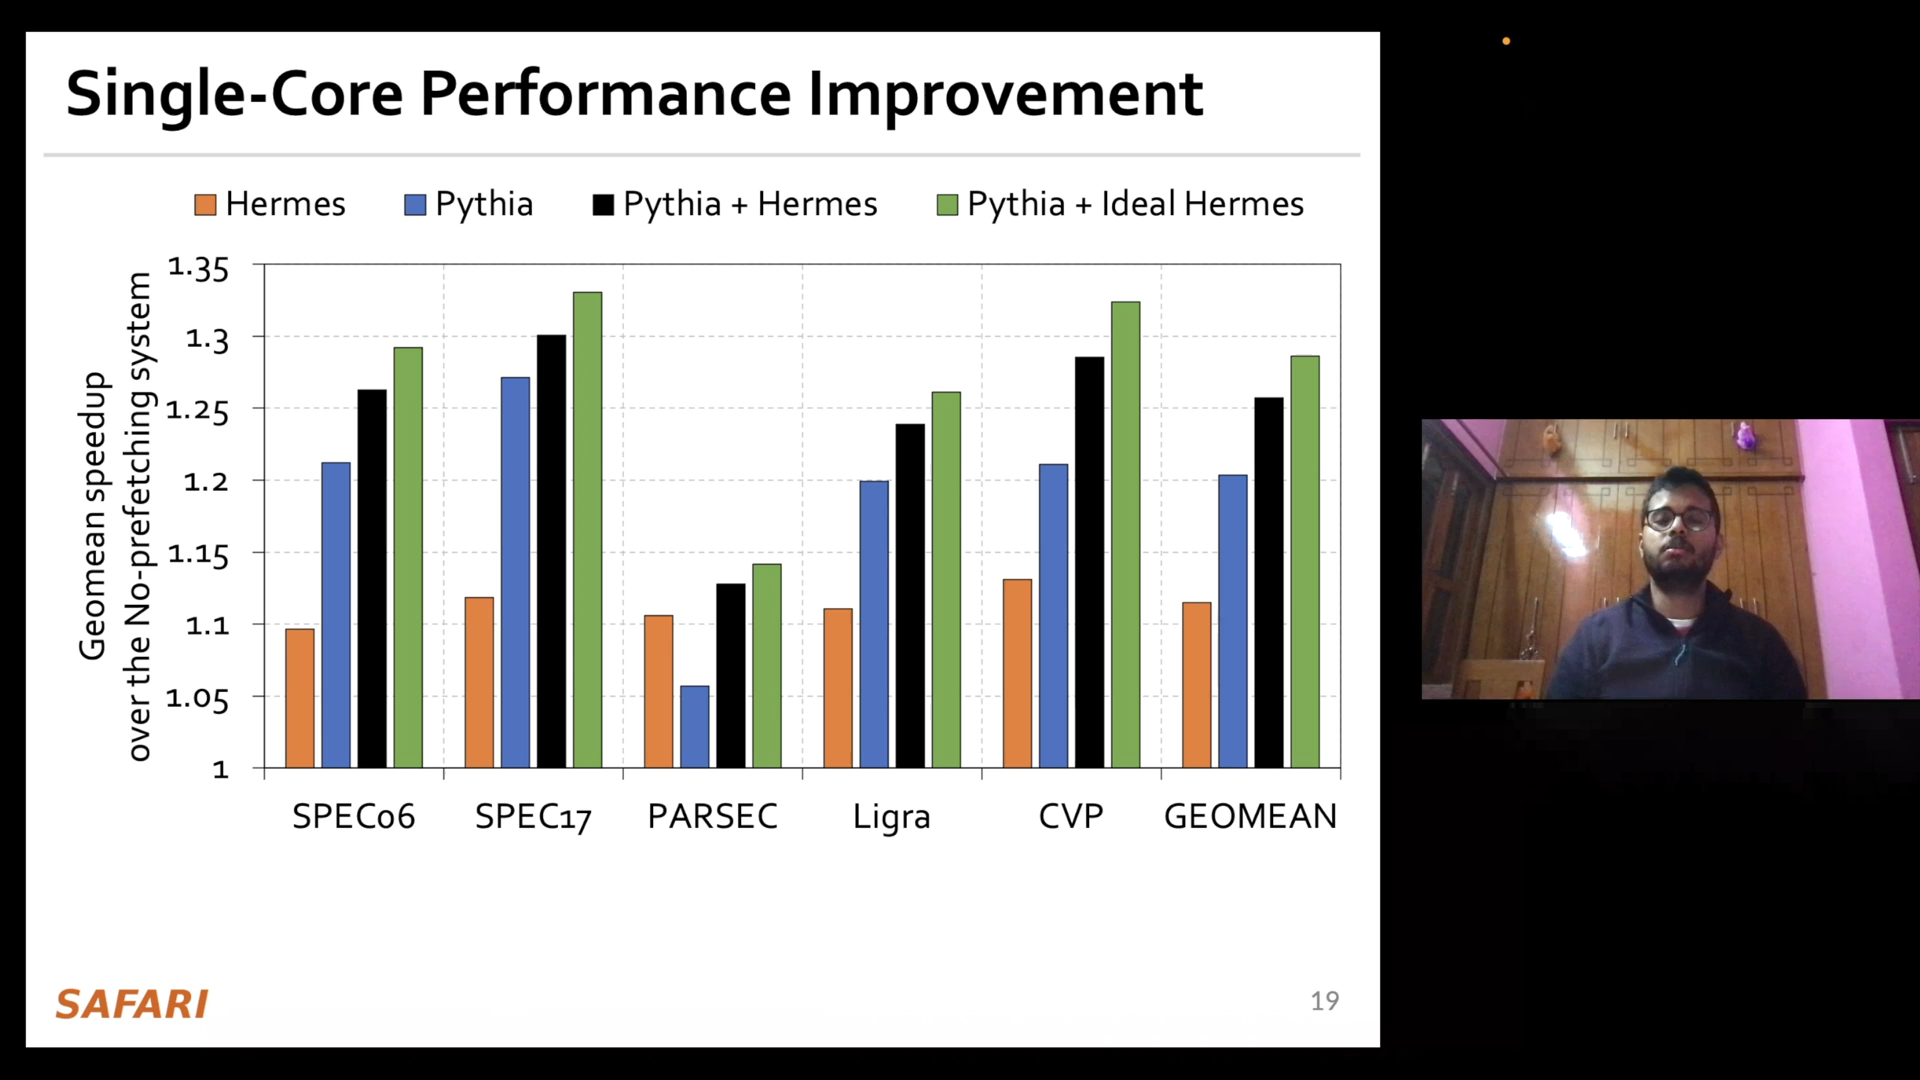 Single-Core Performance Improvement
Hermes Pythia Pythia + Hermes Pythia + Ideal Hermes
Geomean speedup
over the No-prefetching system
1.35
1.3
1.25
1.2
1.15
1.1
1.05
1
SPEC06 SPEC17 PARSEC Ligra CVP GEOMEAN
SAFARI
19